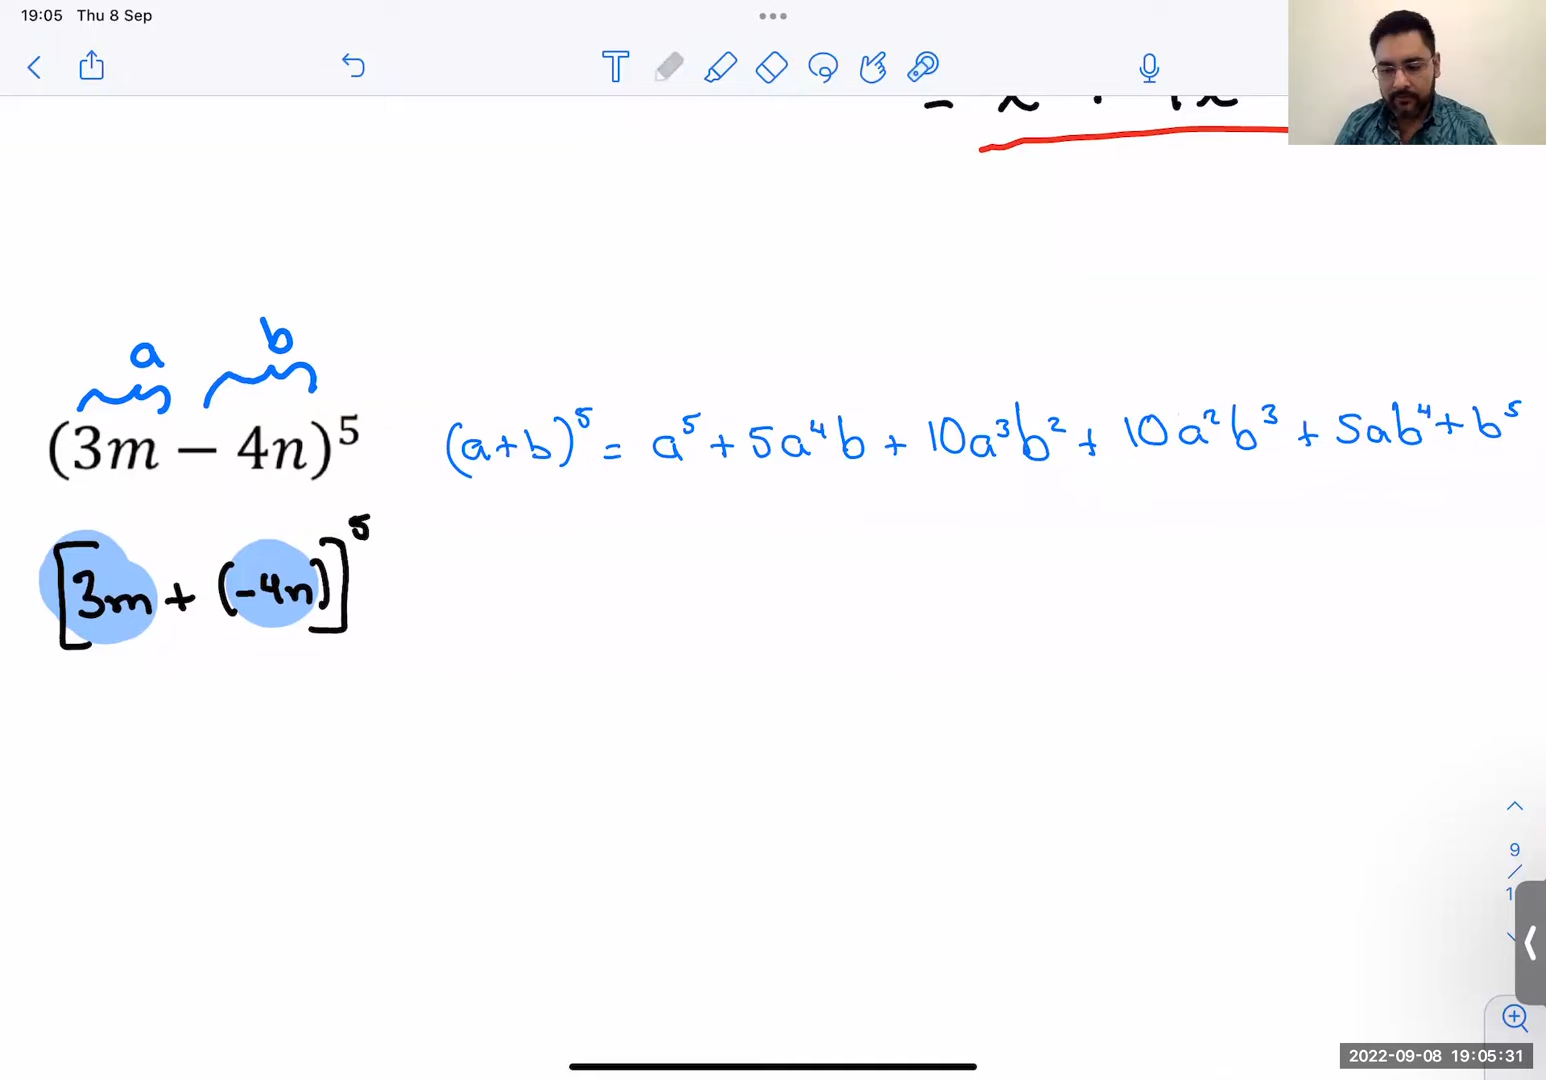 19:05 Thu 8 Sep
a b
(3m − 4n)⁵ (a+b)⁵ = a⁵ + 5a⁴b + 10a³b² + 10a²b³ + 5ab⁴ + b⁵
[3m + (-4n)]⁵
9
/
1
2022-09-08 19:05:31